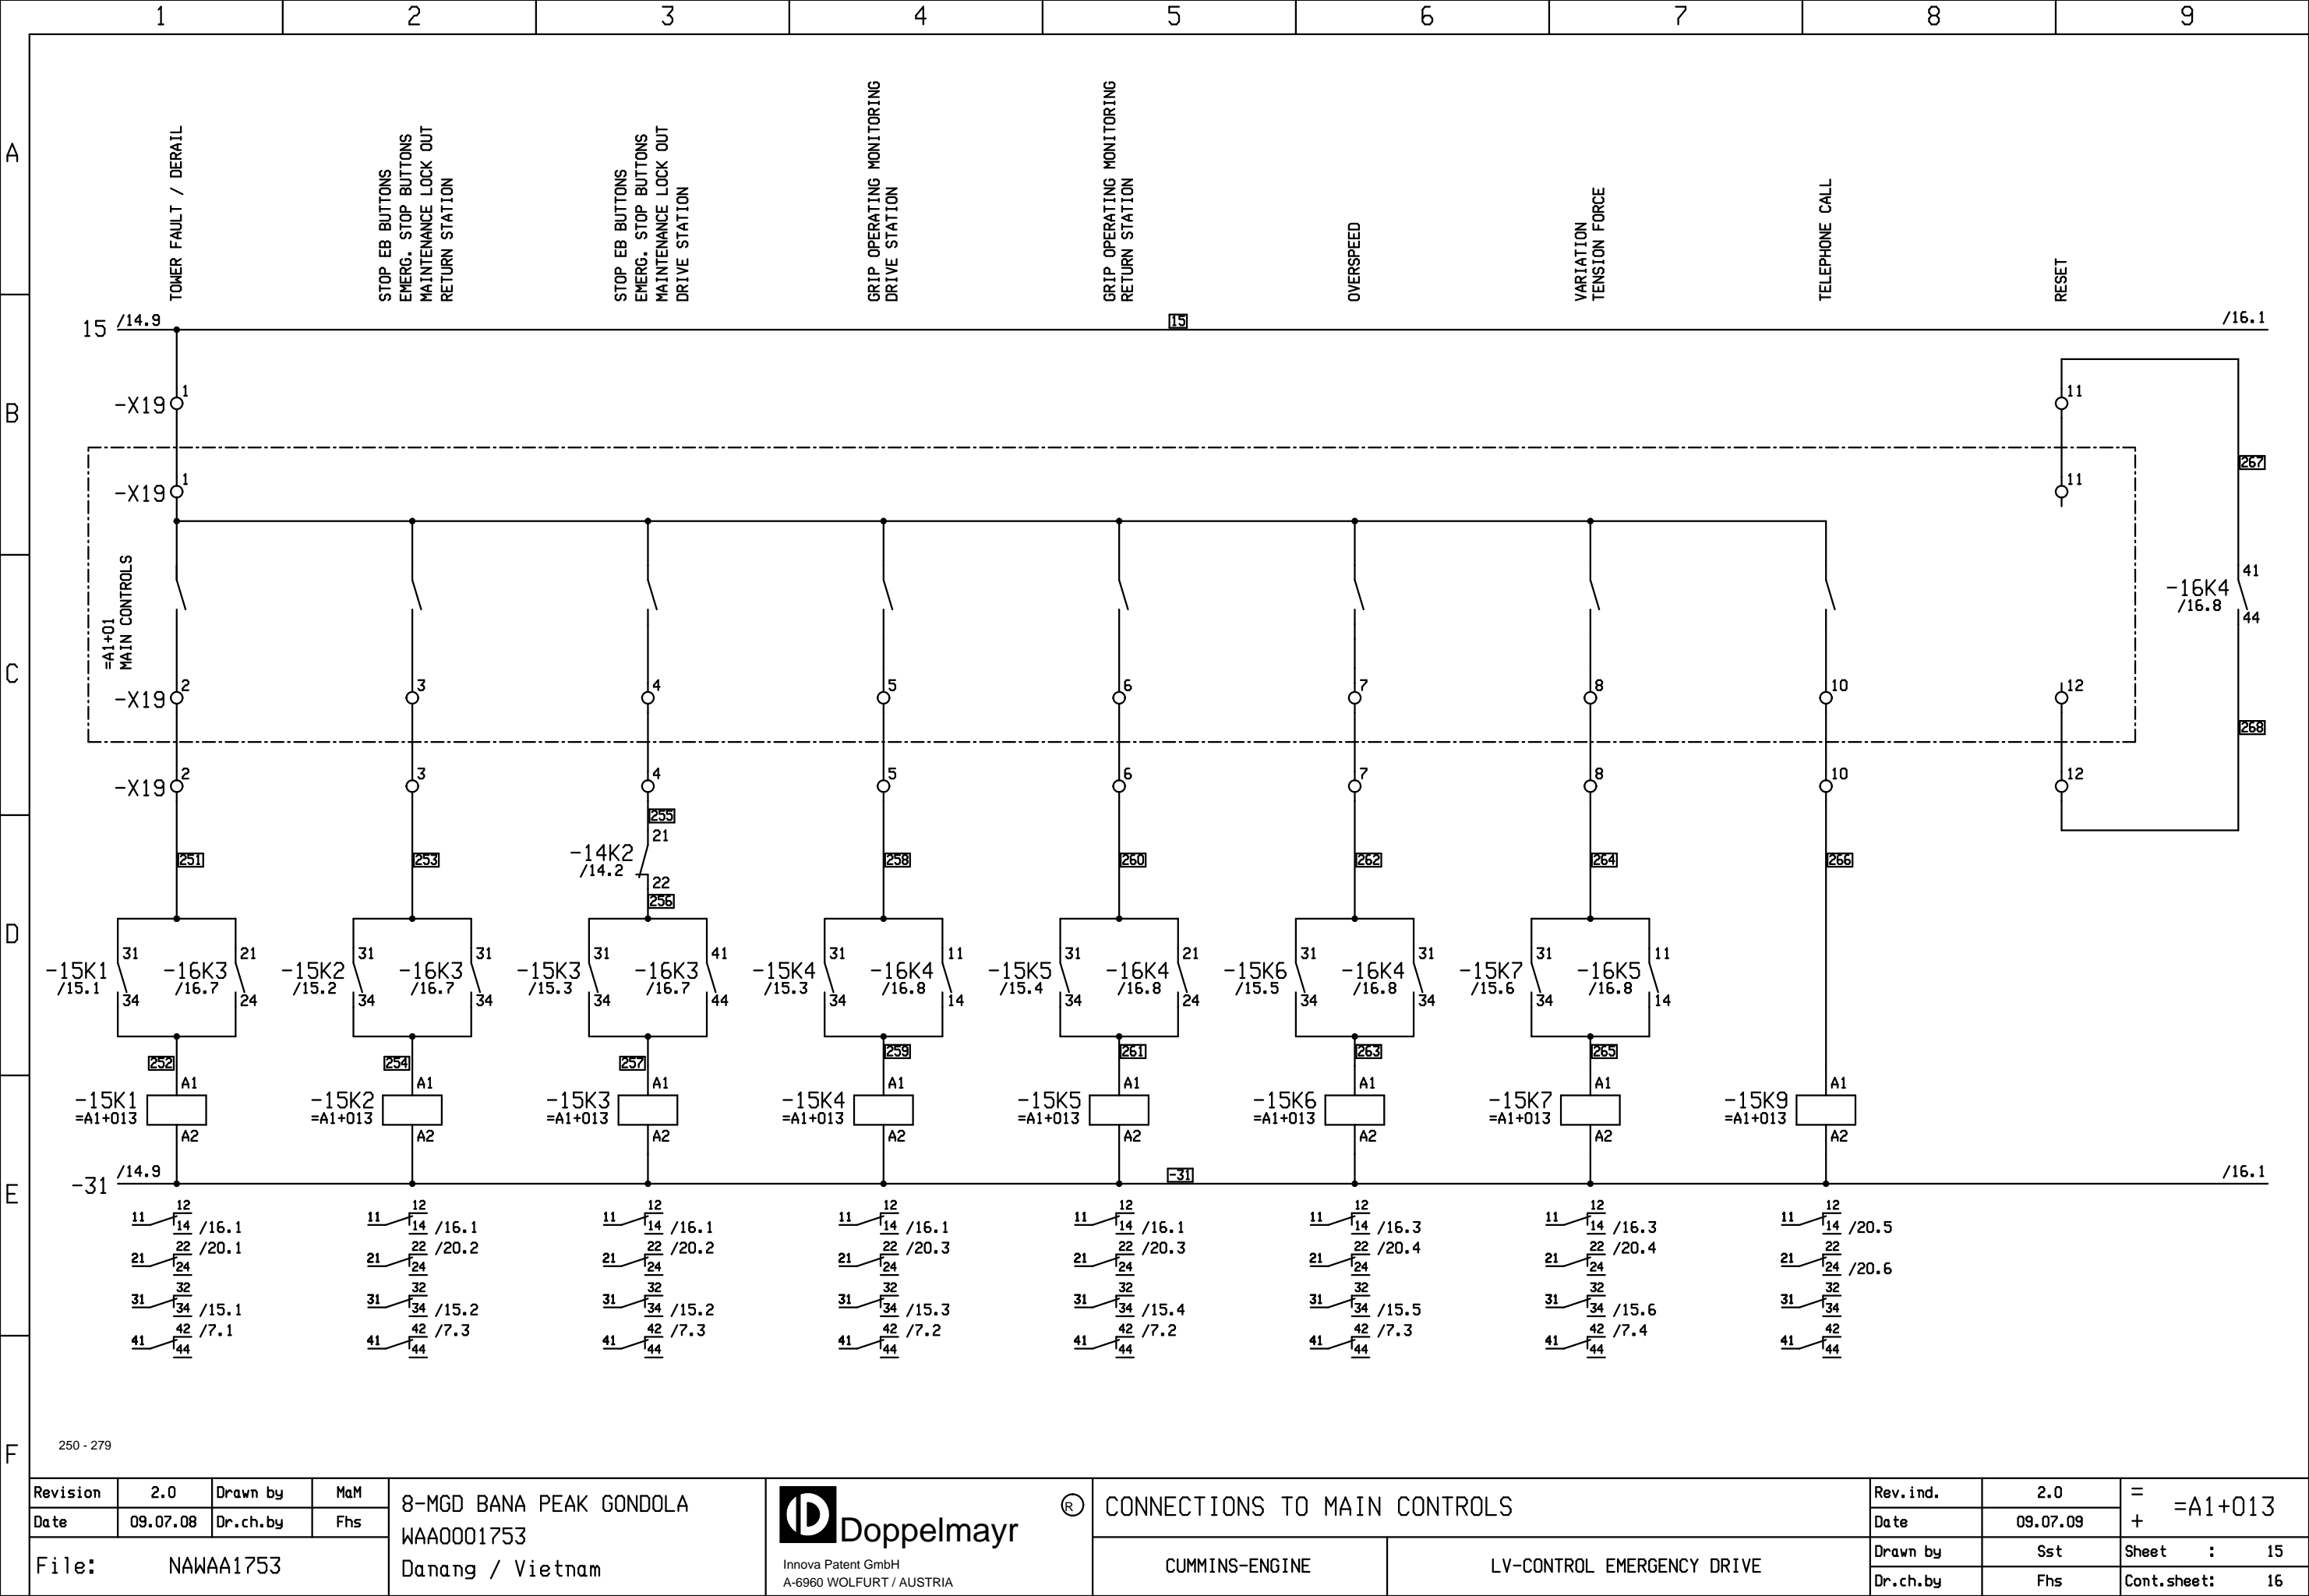 1 2 3 4 5 6 7 8 9
A
B
C
D
E
F
TOWER FAULT / DERAIL
STOP EB BUTTONS
EMERG. STOP BUTTONS
MAINTENANCE LOCK OUT
RETURN STATION
STOP EB BUTTONS
EMERG. STOP BUTTONS
MAINTENANCE LOCK OUT
DRIVE STATION
GRIP OPERATING MONITORING
DRIVE STATION
GRIP OPERATING MONITORING
RETURN STATION
OVERSPEED
VARIATION
TENSION FORCE
TELEPHONE CALL
RESET
15 /14.9 15 /16.1
-X19 1 11
267
-X19 1 11
=A1+O1
MAIN CONTROLS
41
-16K4
/16.8
44
-X19 2 3 4 5 6 7 8 10 12
268
-X19 2 3 4 5 6 7 8 10 12
255
21
-14K2
/14.2
22
256
251 253 258 260 262 264 266
31 21 31 31 31 41 31 11 31 21 31 31 31 11
-15K1 -16K3 -15K2 -16K3 -15K3 -16K3 -15K4 -16K4 -15K5 -16K4 -15K6 -16K4 -15K7 -16K5
/15.1 /16.7 /15.2 /16.7 /15.3 /16.7 /15.3 /16.8 /15.4 /16.8 /15.5 /16.8 /15.6 /16.8
34 24 34 34 34 44 34 14 34 24 34 34 34 14
252 254 257 259 261 263 265
A1 A1 A1 A1 A1 A1 A1 A1
-15K1 -15K2 -15K3 -15K4 -15K5 -15K6 -15K7 -15K9
=A1+O13 =A1+O13 =A1+O13 =A1+O13 =A1+O13 =A1+O13 =A1+O13 =A1+O13
A2 A2 A2 A2 A2 A2 A2 A2
-31 /14.9 -31 /16.1
12 12 12 12 12 12 12 12
11 14 /16.1 11 14 /16.1 11 14 /16.1 11 14 /16.1 11 14 /16.1 11 14 /16.3 11 14 /16.3 11 14 /20.5
22 /20.1 22 /20.2 22 /20.2 22 /20.3 22 /20.3 22 /20.4 22 /20.4 22
21 24 21 24 21 24 21 24 21 24 21 24 21 24 21 24 /20.6
32 32 32 32 32 32 32 32
31 34 /15.1 31 34 /15.2 31 34 /15.2 31 34 /15.3 31 34 /15.4 31 34 /15.5 31 34 /15.6 31 34
42 /7.1 42 /7.3 42 /7.3 42 /7.2 42 /7.2 42 /7.3 42 /7.4 42
41 44 41 44 41 44 41 44 41 44 41 44 41 44 41 44
250 - 279
Revision 2.0 Drawn by MaM
Date 09.07.08 Dr.ch.by Fhs
File: NAWAA1753
8-MGD BANA PEAK GONDOLA
WAA0001753
Danang / Vietnam
Doppelmayr ®
Innova Patent GmbH
A-6960 WOLFURT / AUSTRIA
CONNECTIONS TO MAIN CONTROLS
CUMMINS-ENGINE LV-CONTROL EMERGENCY DRIVE
Rev.ind. 2.0
Date 09.07.09
Drawn by Sst
Dr.ch.by Fhs
= =A1+O13
+
Sheet : 15
Cont.sheet: 16